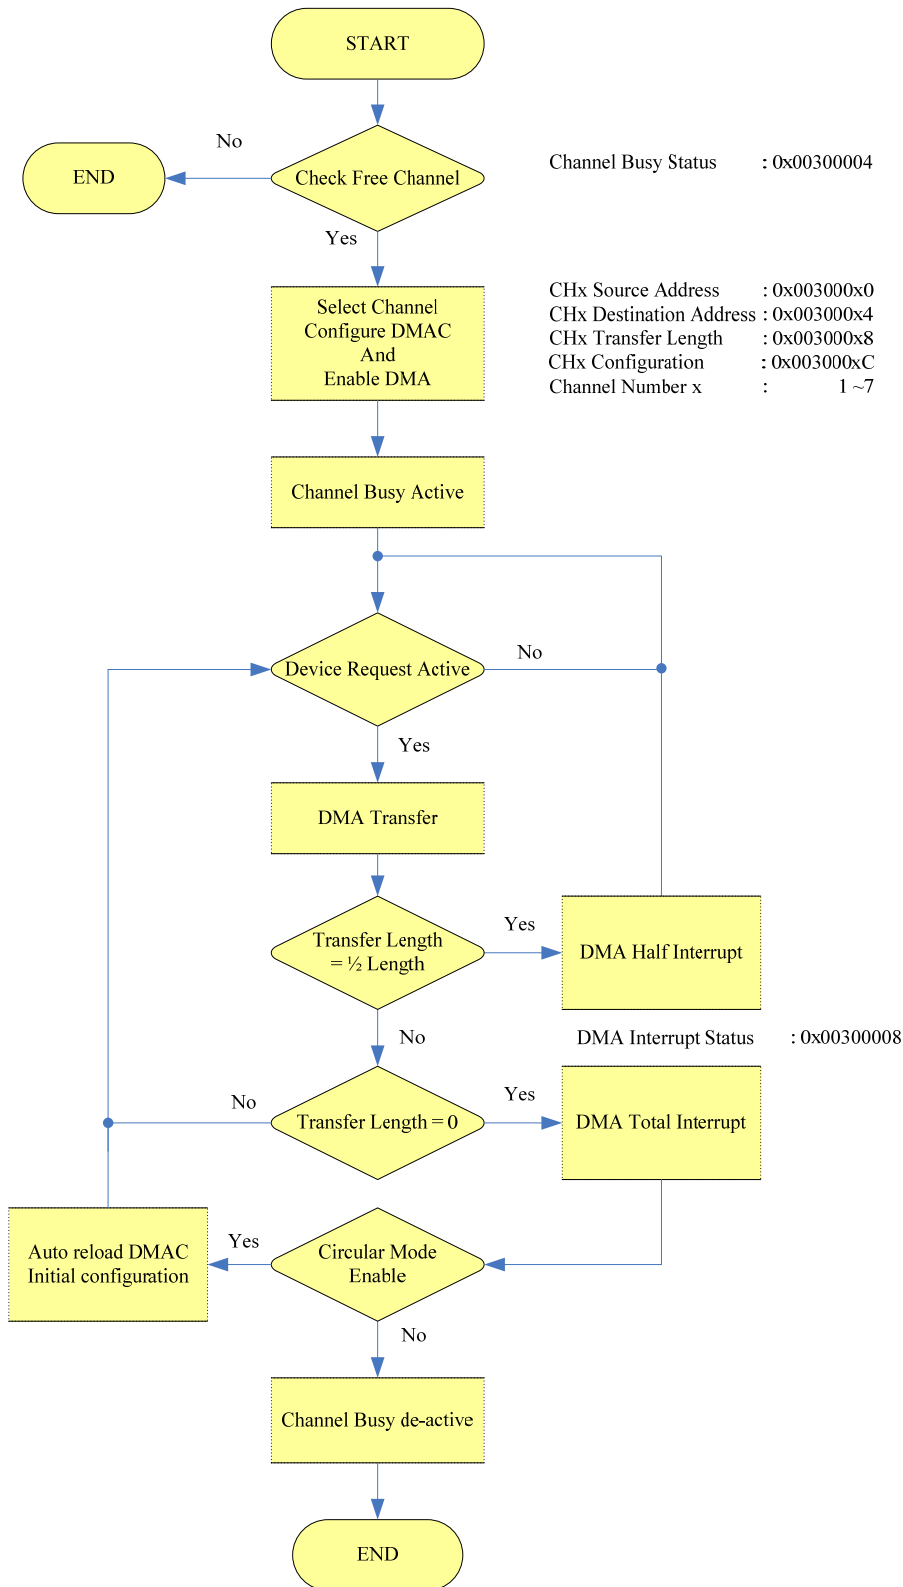 START
No
END
Check Free Channel
Channel Busy Status : 0x00300004
Yes
Select Channel
Configure DMAC
And
Enable DMA
CHx Source Address : 0x003000x0
CHx Destination Address : 0x003000x4
CHx Transfer Length : 0x003000x8
CHx Configuration : 0x003000xC
Channel Number x : 1 ~7
Channel Busy Active
Device Request Active
No
Yes
DMA Transfer
Transfer Length
= ½ Length
Yes
DMA Half Interrupt
No
DMA Interrupt Status : 0x00300008
No
Transfer Length = 0
Yes
DMA Total Interrupt
Auto reload DMAC
Initial configuration
Yes
Circular Mode
Enable
No
Channel Busy de-active
END